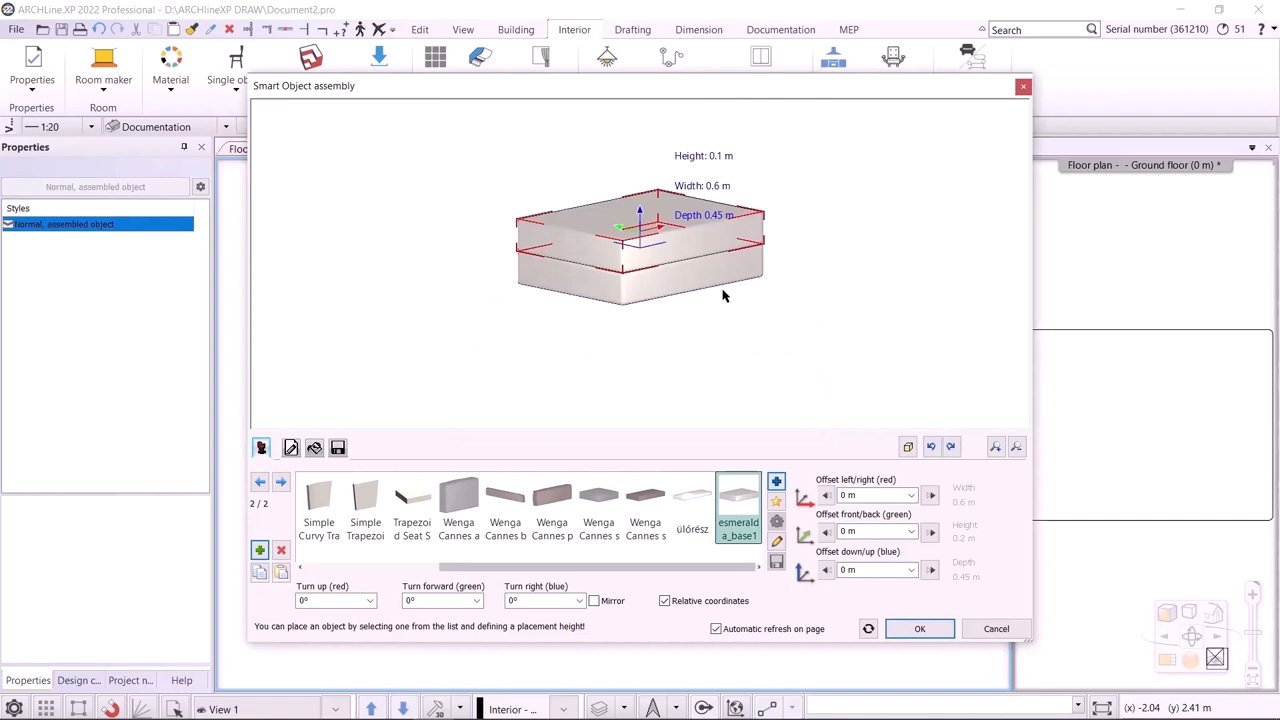 ARCHLine.XP 2022 Professional - [ARCHlineXP DRAW/Document2.pro
File
Edit
View
Building
Interior
Drafting
Dimension
Documentation
MEP
Search
Serial number (361210)
51
Properties
Room maker
Material
Single ob
Properties
Room
1:20
Documentation
Smart Object assembly
Properties
Floo
Floor plan - - Ground floor (0 m) *
Normal, assembled object
Styles
Normal, assembled object
Height: 0.1 m
Width: 0.6 m
Depth 0.45 m
2 / 2
Simple Curvy Tra
Simple Trapezoi
Trapezoi d Seat S
Wenga Cannes a
Wenga Cannes b
Wenga Cannes p
Wenga Cannes s
Wenga Cannes s
ülőrész
esmerald a_base1
Offset left/right (red)
0 m
Width
0.6 m
Offset front/back (green)
0 m
Height
0.2 m
Offset down/up (blue)
0 m
Depth
0.45 m
Turn up (red)
Turn forward (green)
Turn right (blue)
0º
0º
0º
Mirror
Relative coordinates
You can place an object by selecting one from the list and defining a placement height!
Automatic refresh on page
OK
Cancel
Properties
Design c...
Project n...
Help
View 1
30
Interior - ...
(x) -2.04 (y) 2.41 m